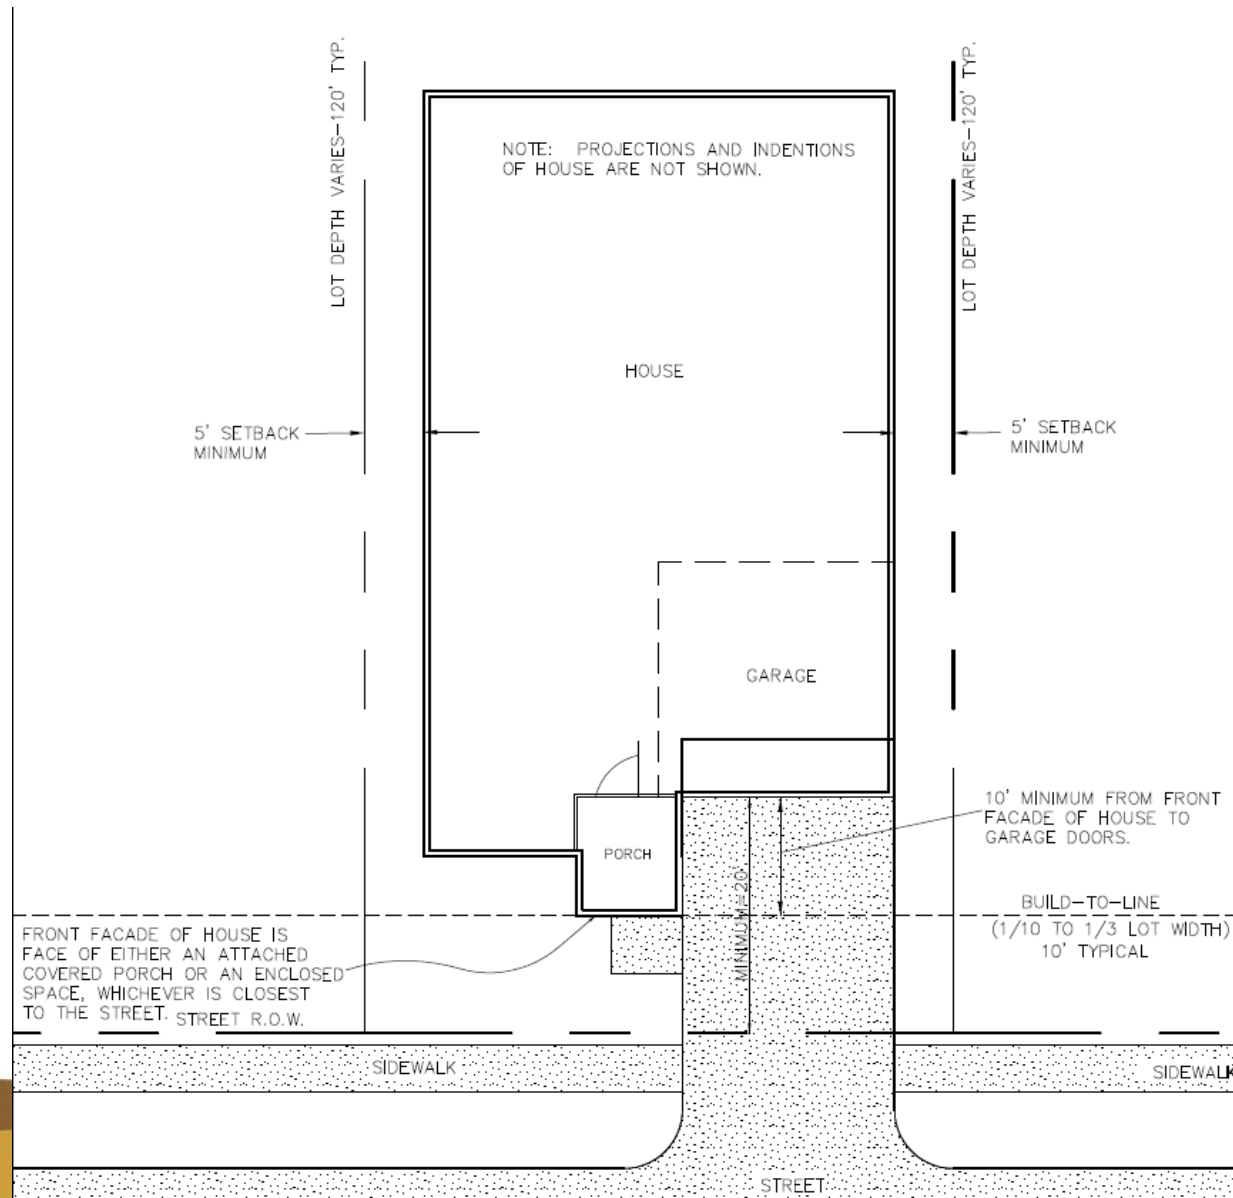 LOT DEPTH VARIES-120' TYP.
LOT DEPTH VARIES-120' TYP.
NOTE: PROJECTIONS AND INDENTIONS
OF HOUSE ARE NOT SHOWN.
HOUSE
5' SETBACK
MINIMUM
5' SETBACK
MINIMUM
GARAGE
10' MINIMUM FROM FRONT
FACADE OF HOUSE TO
GARAGE DOORS.
PORCH
MINIMUM=20'
BUILD-TO-LINE
(1/10 TO 1/3 LOT WIDTH)
10' TYPICAL
FRONT FACADE OF HOUSE IS
FACE OF EITHER AN ATTACHED
COVERED PORCH OR AN ENCLOSED
SPACE, WHICHEVER IS CLOSEST
TO THE STREET.
STREET R.O.W.
SIDEWALK
SIDEWALK
STREET